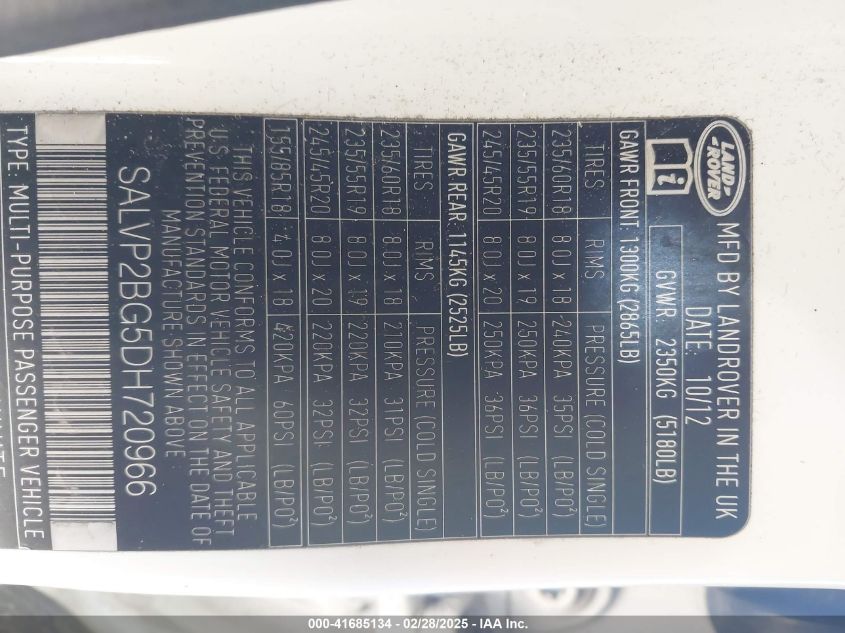 LAND-
-ROVER
MFD BY LANDROVER IN THE UK
DATE: 10/12
GVWR 2350KG (5180LB)
GAWR FRONT: 1300KG (2865LB)
TIRES RIMS PRESSURE (COLD SINGLE)
235/60R18 8.0J x 18 240KPA 35PSI (LB/PO²)
235/55R19 8.0J x 19 250KPA 36PSI (LB/PO²)
245/45R20 8.0J x 20 250KPA 36PSI (LB/PO²)
GAWR REAR: 1145KG (2525LB)
TIRES RIMS PRESSURE (COLD SINGLE)
235/60R18 8.0J x 18 210KPA 31PSI (LB/PO²)
235/55R19 8.0J x 19 220KPA 32PSI (LB/PO²)
245/45R20 8.0J x 20 220KPA 32PSI (LB/PO²)
155/85R18 4.0J x 18 420KPA 60PSI (LB/PO²)
THIS VEHICLE CONFORMS TO ALL APPLICABLE
U.S. FEDERAL MOTOR VEHICLE SAFETY AND THEFT
PREVENTION STANDARDS IN EFFECT ON THE DATE OF
MANUFACTURE SHOWN ABOVE
SALVP2BG5DH720966
TYPE: MULTI-PURPOSE PASSENGER VEHICLE
000-41685134 - 02/28/2025 - IAA Inc.